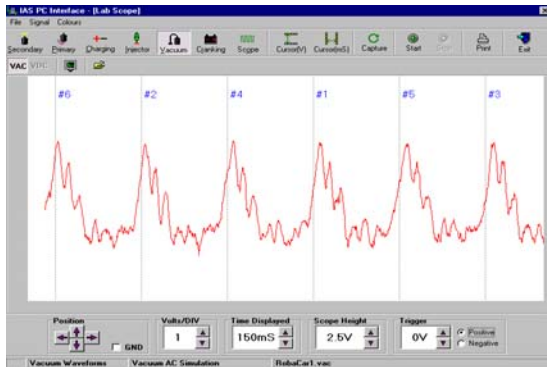 IAS PC Interface - [Lab Scope]
File Signal Colours
Secondary Primary Charging Injector Vacuum Cranking Scope Cursor(V) Cursor(mS) Capture Start Print Exit
VAC VDC
#6 #2 #4 #1 #5 #3
Position Volts/DIV Time Displayed Scope Height Trigger
GND 1 150mS 2.5V 0V Positive
Negative
Vacuum Waveforms Vacuum AC Simulation RobaCar1.vac